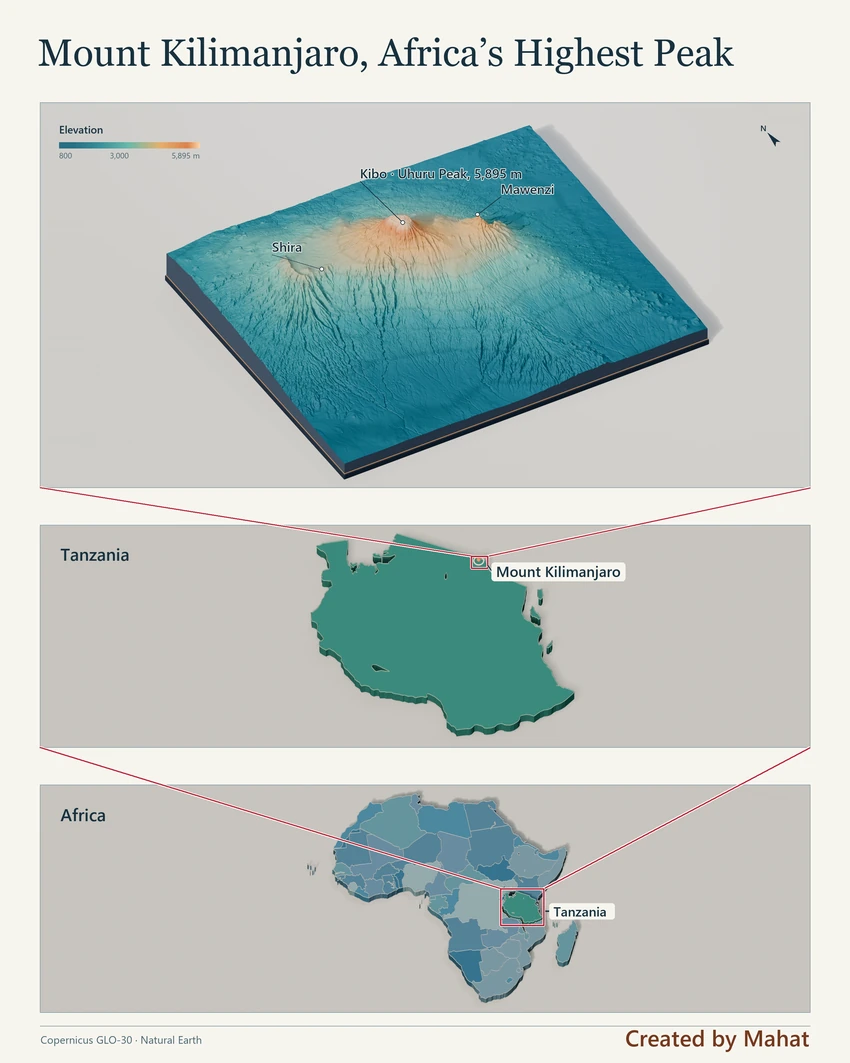 Mount Kilimanjaro, Africa’s Highest Peak
Elevation
800 3,000 5,895 m
N
Kibo · Uhuru Peak, 5,895 m
Mawenzi
Shira
Tanzania
Mount Kilimanjaro
Africa
Tanzania
Copernicus GLO-30 · Natural Earth
Created by Mahat